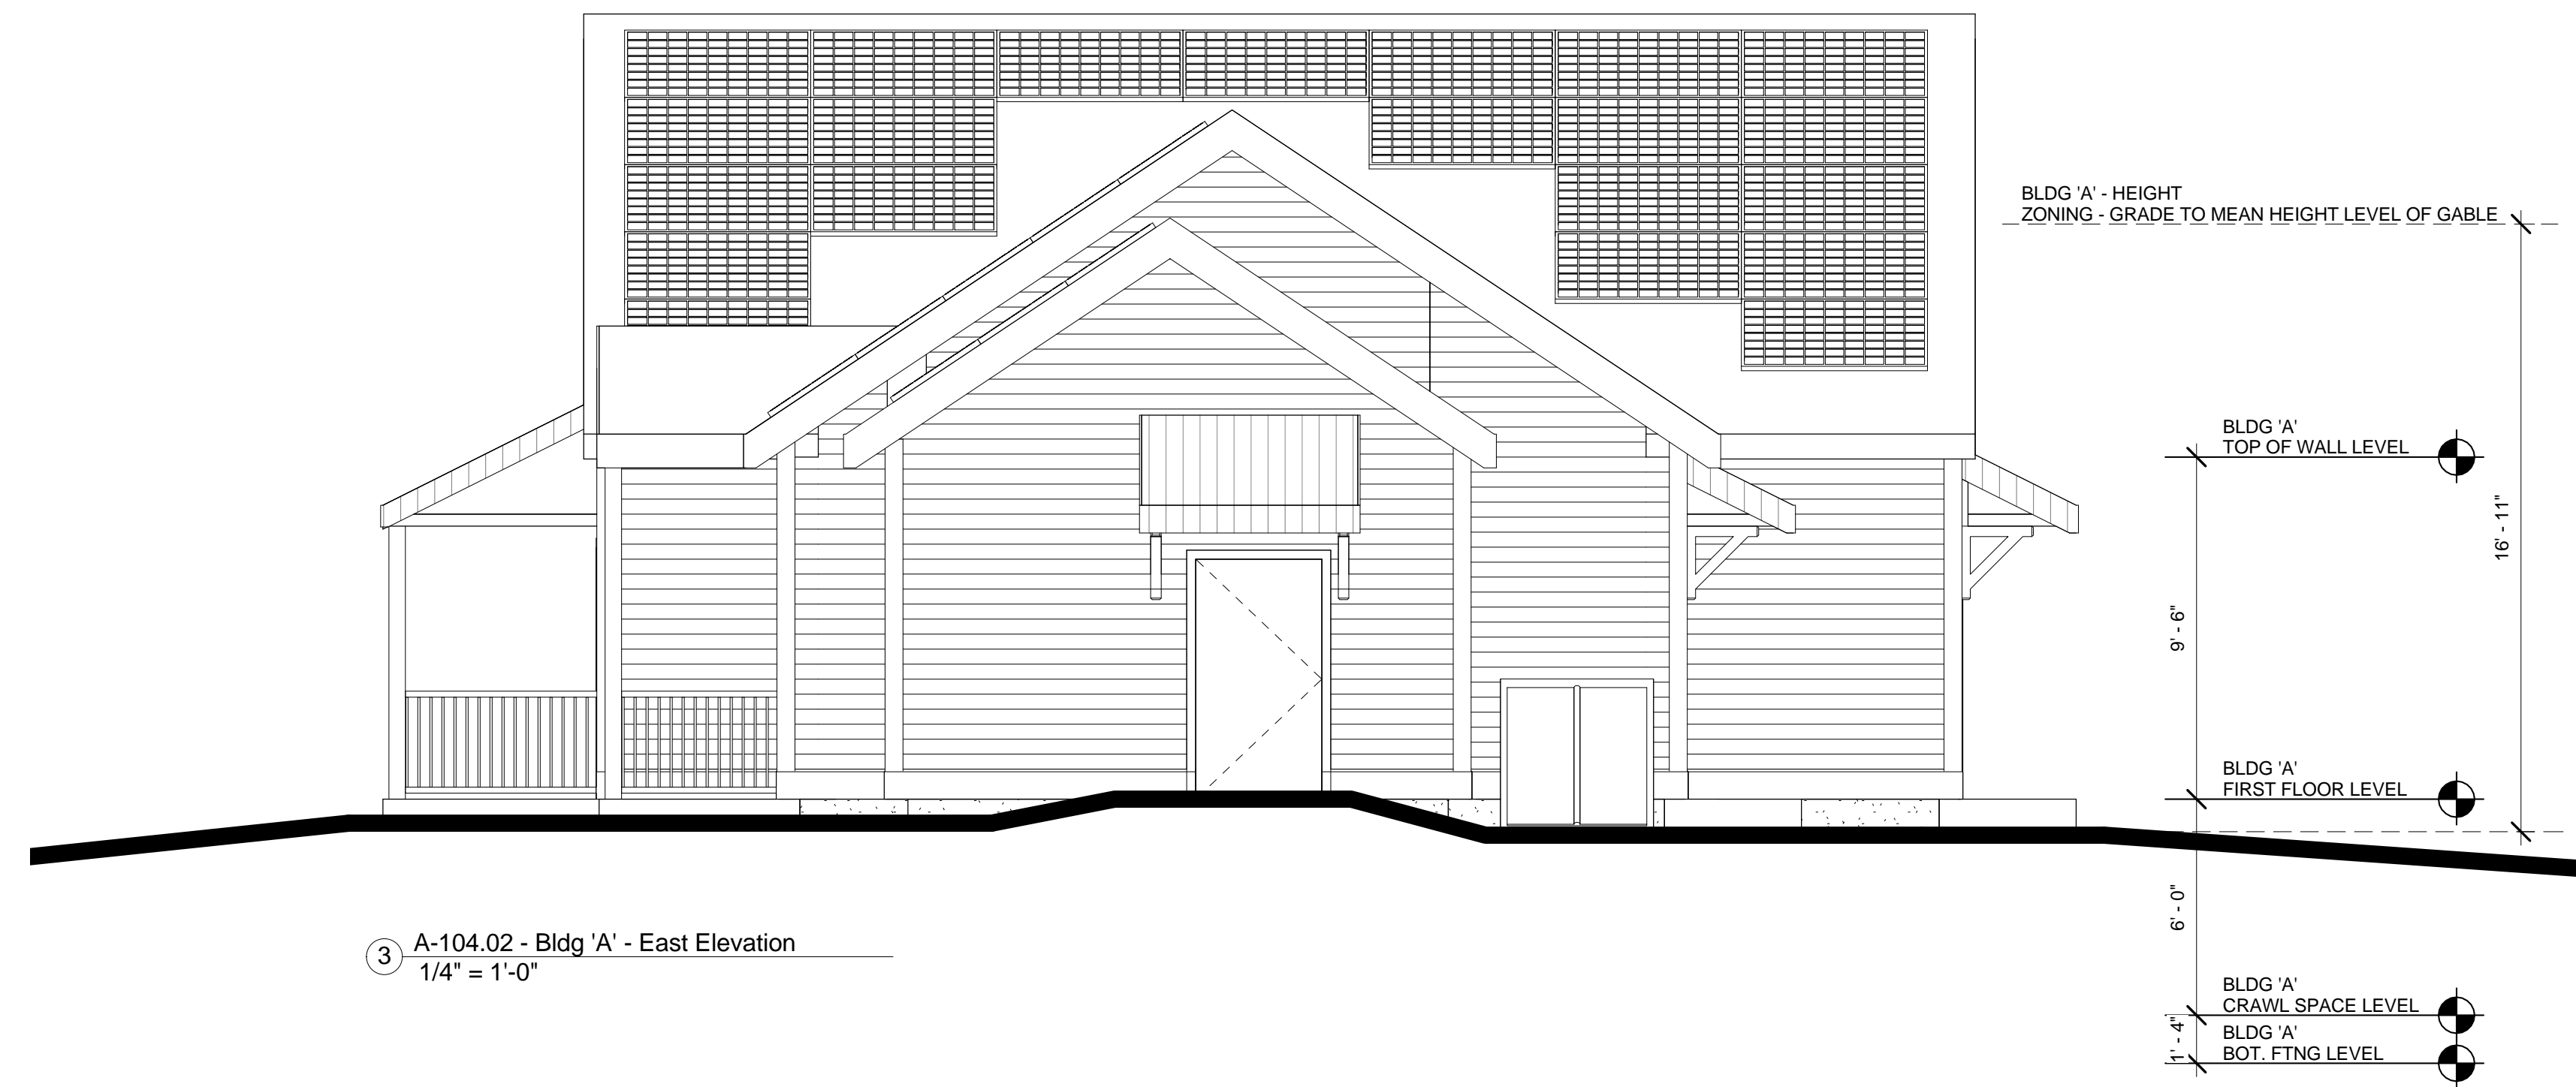 BLDG 'A' - HEIGHT
ZONING - GRADE TO MEAN HEIGHT LEVEL OF GABLE
BLDG 'A'
TOP OF WALL LEVEL
16' - 11"
9' - 6"
BLDG 'A'
FIRST FLOOR LEVEL
6' - 0"
3
A-104.02 - Bldg 'A' - East Elevation
1/4" = 1'-0"
BLDG 'A'
CRAWL SPACE LEVEL
1' - 4"
BLDG 'A'
BOT. FTNG LEVEL